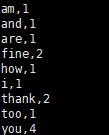 am,1
and,1
are,1
fine,2
how,1
i,1
thank,2
too,1
you,4